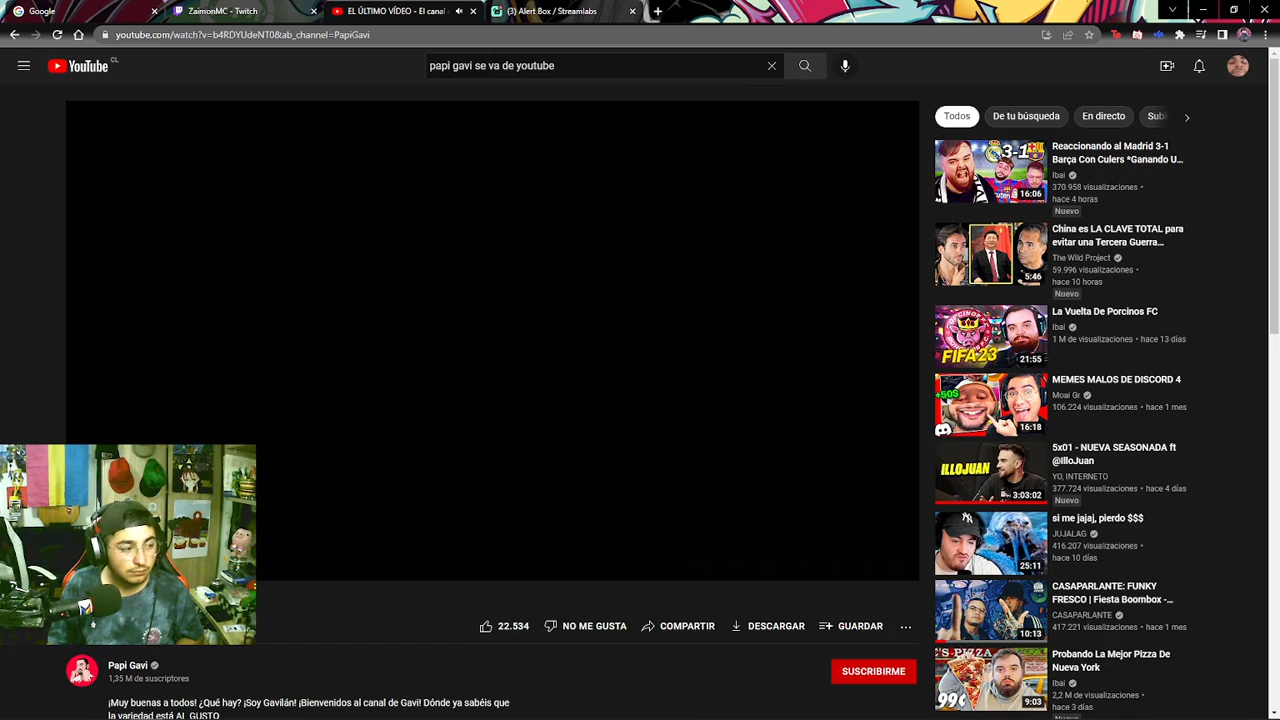 Google
ZaimonMC - Twitch
EL ÚLTIMO VÍDEO - El canal
(3) Alert Box / Streamlabs
youtube.com/watch?v=b4RDYUdeNT0&ab_channel=PapiGavi
YouTube CL
papi gavi se va de youtube
Todos
De tu búsqueda
En directo
3-1
16:06
Reaccionando al Madrid 3-1
Barça Con Culers *Ganando U...
Ibai
370.958 visualizaciones •
hace 4 horas
Nuevo
5:46
China es LA CLAVE TOTAL para
evitar una Tercera Guerra...
The Wild Project
59.996 visualizaciones •
hace 10 horas
Nuevo
FIFA 23
21:55
La Vuelta De Porcinos FC
Ibai
1 M de visualizaciones • hace 13 días
+50$
16:18
MEMES MALOS DE DISCORD 4
Moai Gr
106.224 visualizaciones • hace 1 mes
ILLOJUAN
3:03:02
5x01 - NUEVA SEASONADA ft
@IlloJuan
YO, INTERNETO
377.724 visualizaciones • hace 4 días
Nuevo
25:11
si me jajaj, pierdo $$$
JUJALAG
416.207 visualizaciones •
hace 10 días
10:13
CASAPARLANTE: FUNKY
FRESCO | Fiesta Boombox -...
CASAPARLANTE
417.221 visualizaciones • hace 1 mes
99¢
9:03
Probando La Mejor Pizza De
Nueva York
Ibai
2,2 M de visualizaciones •
hace 3 días
22.534
NO ME GUSTA
COMPARTIR
DESCARGAR
GUARDAR
Papi Gavi
1,35 M de suscriptores
SUSCRIBIRME
¡Muy buenas a todos! ¿Qué hay? ¡Soy Gavilán! ¡Bienvenidos al canal de Gavi! Dónde ya sabéis que
la variedad está AL GUSTO